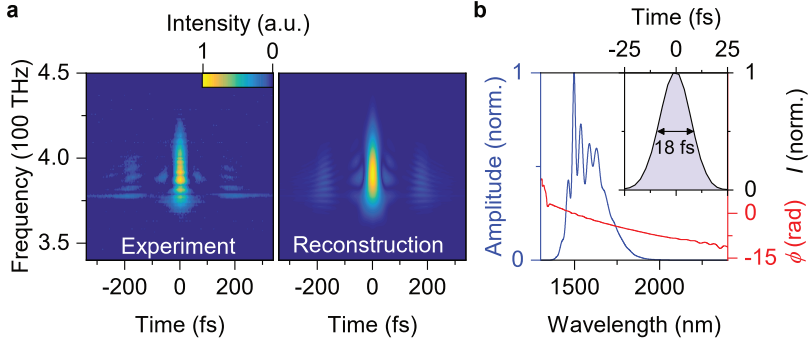 a
Intensity (a.u.)
1 0
4.5
4.0
3.5
Frequency (100 THz)
Experiment
Reconstruction
-200 0 200
-200 0 200
Time (fs)
Time (fs)
b
Time (fs)
-25 0 25
1
0
Amplitude (norm.)
18 fs
1
0
I (norm.)
0
-15
ϕ (rad)
1500 2000
Wavelength (nm)